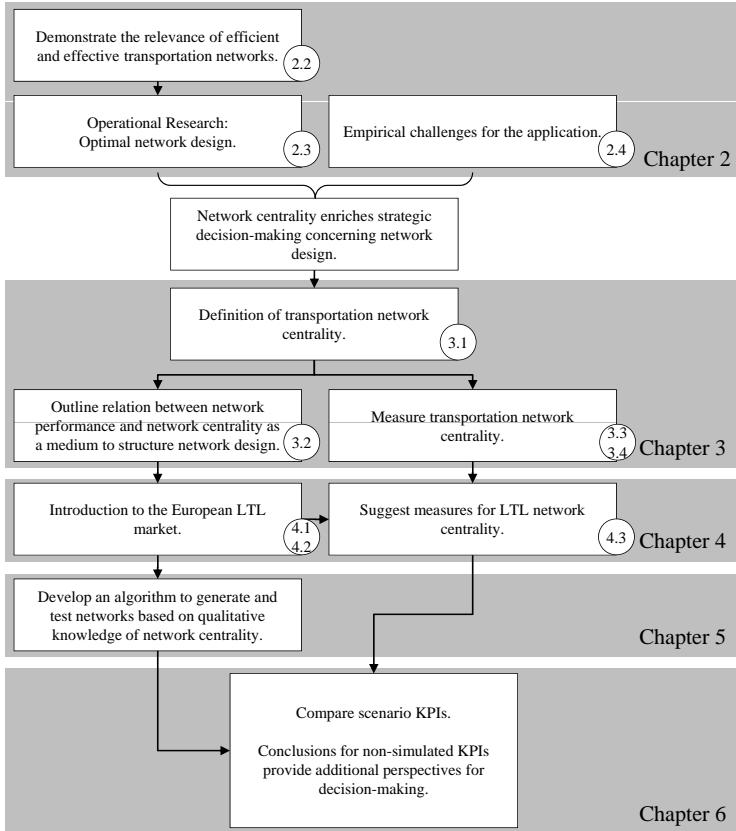 Demonstrate the relevance of efficient
and effective transportation networks.
2.2
Operational Research:
Optimal network design.
2.3
Empirical challenges for the application.
2.4
Chapter 2
Network centrality enriches strategic
decision-making concerning network
design.
Definition of transportation network
centrality.
3.1
Outline relation between network
performance and network centrality as
a medium to structure network design.
3.2
Measure transportation network
centrality.
3.3
3.4
Chapter 3
Introduction to the European LTL
market.
4.1
4.2
Suggest measures for LTL network
centrality.
4.3
Chapter 4
Develop an algorithm to generate and
test networks based on qualitative
knowledge of network centrality.
Chapter 5
Compare scenario KPIs.
Conclusions for non-simulated KPIs
provide additional perspectives for
decision-making.
Chapter 6